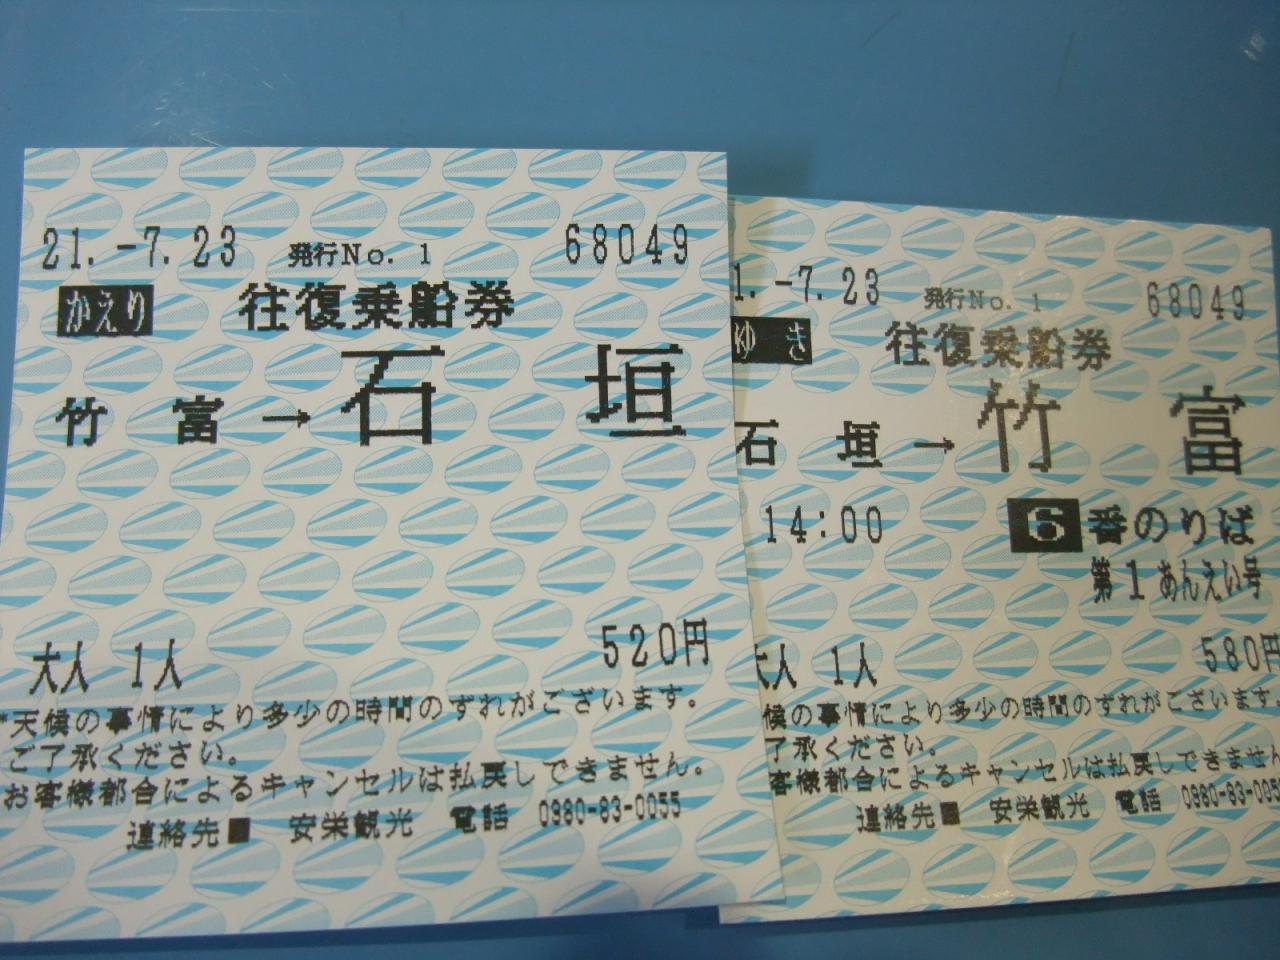 21.-7.23 発行No. 1 68049
かえり 往復乗船券
竹 富→石 垣
大人 1人 520円
*天候の事情により多少の時間のずれがございます。
ご了承ください。
お客様都合によるキャンセルは払戻しできません。
連絡先■ 安栄観光 電話 0980-83-0055
1.-7.23 発行No. 1 68049
ゆき 往復乗船券
石 垣→竹 富
14:00 6番のりば
第1あんえい号
大人 1人 580円
候の事情により多少の時間のずれがございます。
了承ください。
客様都合によるキャンセルは払戻しできません
連絡先■ 安栄観光 電話 0980-83-0055